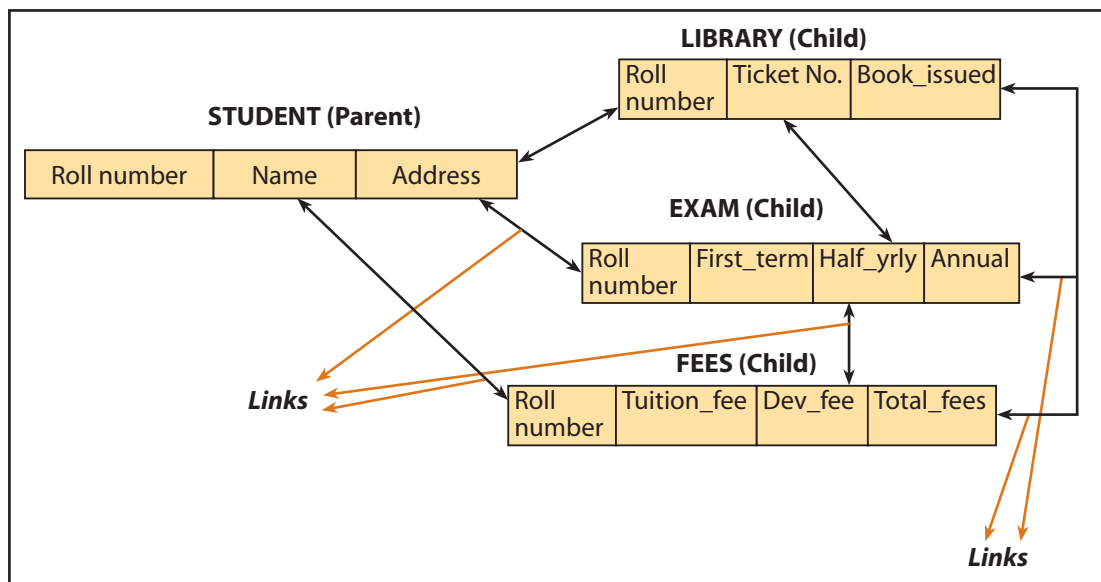 LIBRARY (Child)
Roll number Ticket No. Book_issued
STUDENT (Parent)
Roll number Name Address
EXAM (Child)
Roll number First_term Half_yrly Annual
FEES (Child)
Links
Roll number Tuition_fee Dev_fee Total_fees
Links